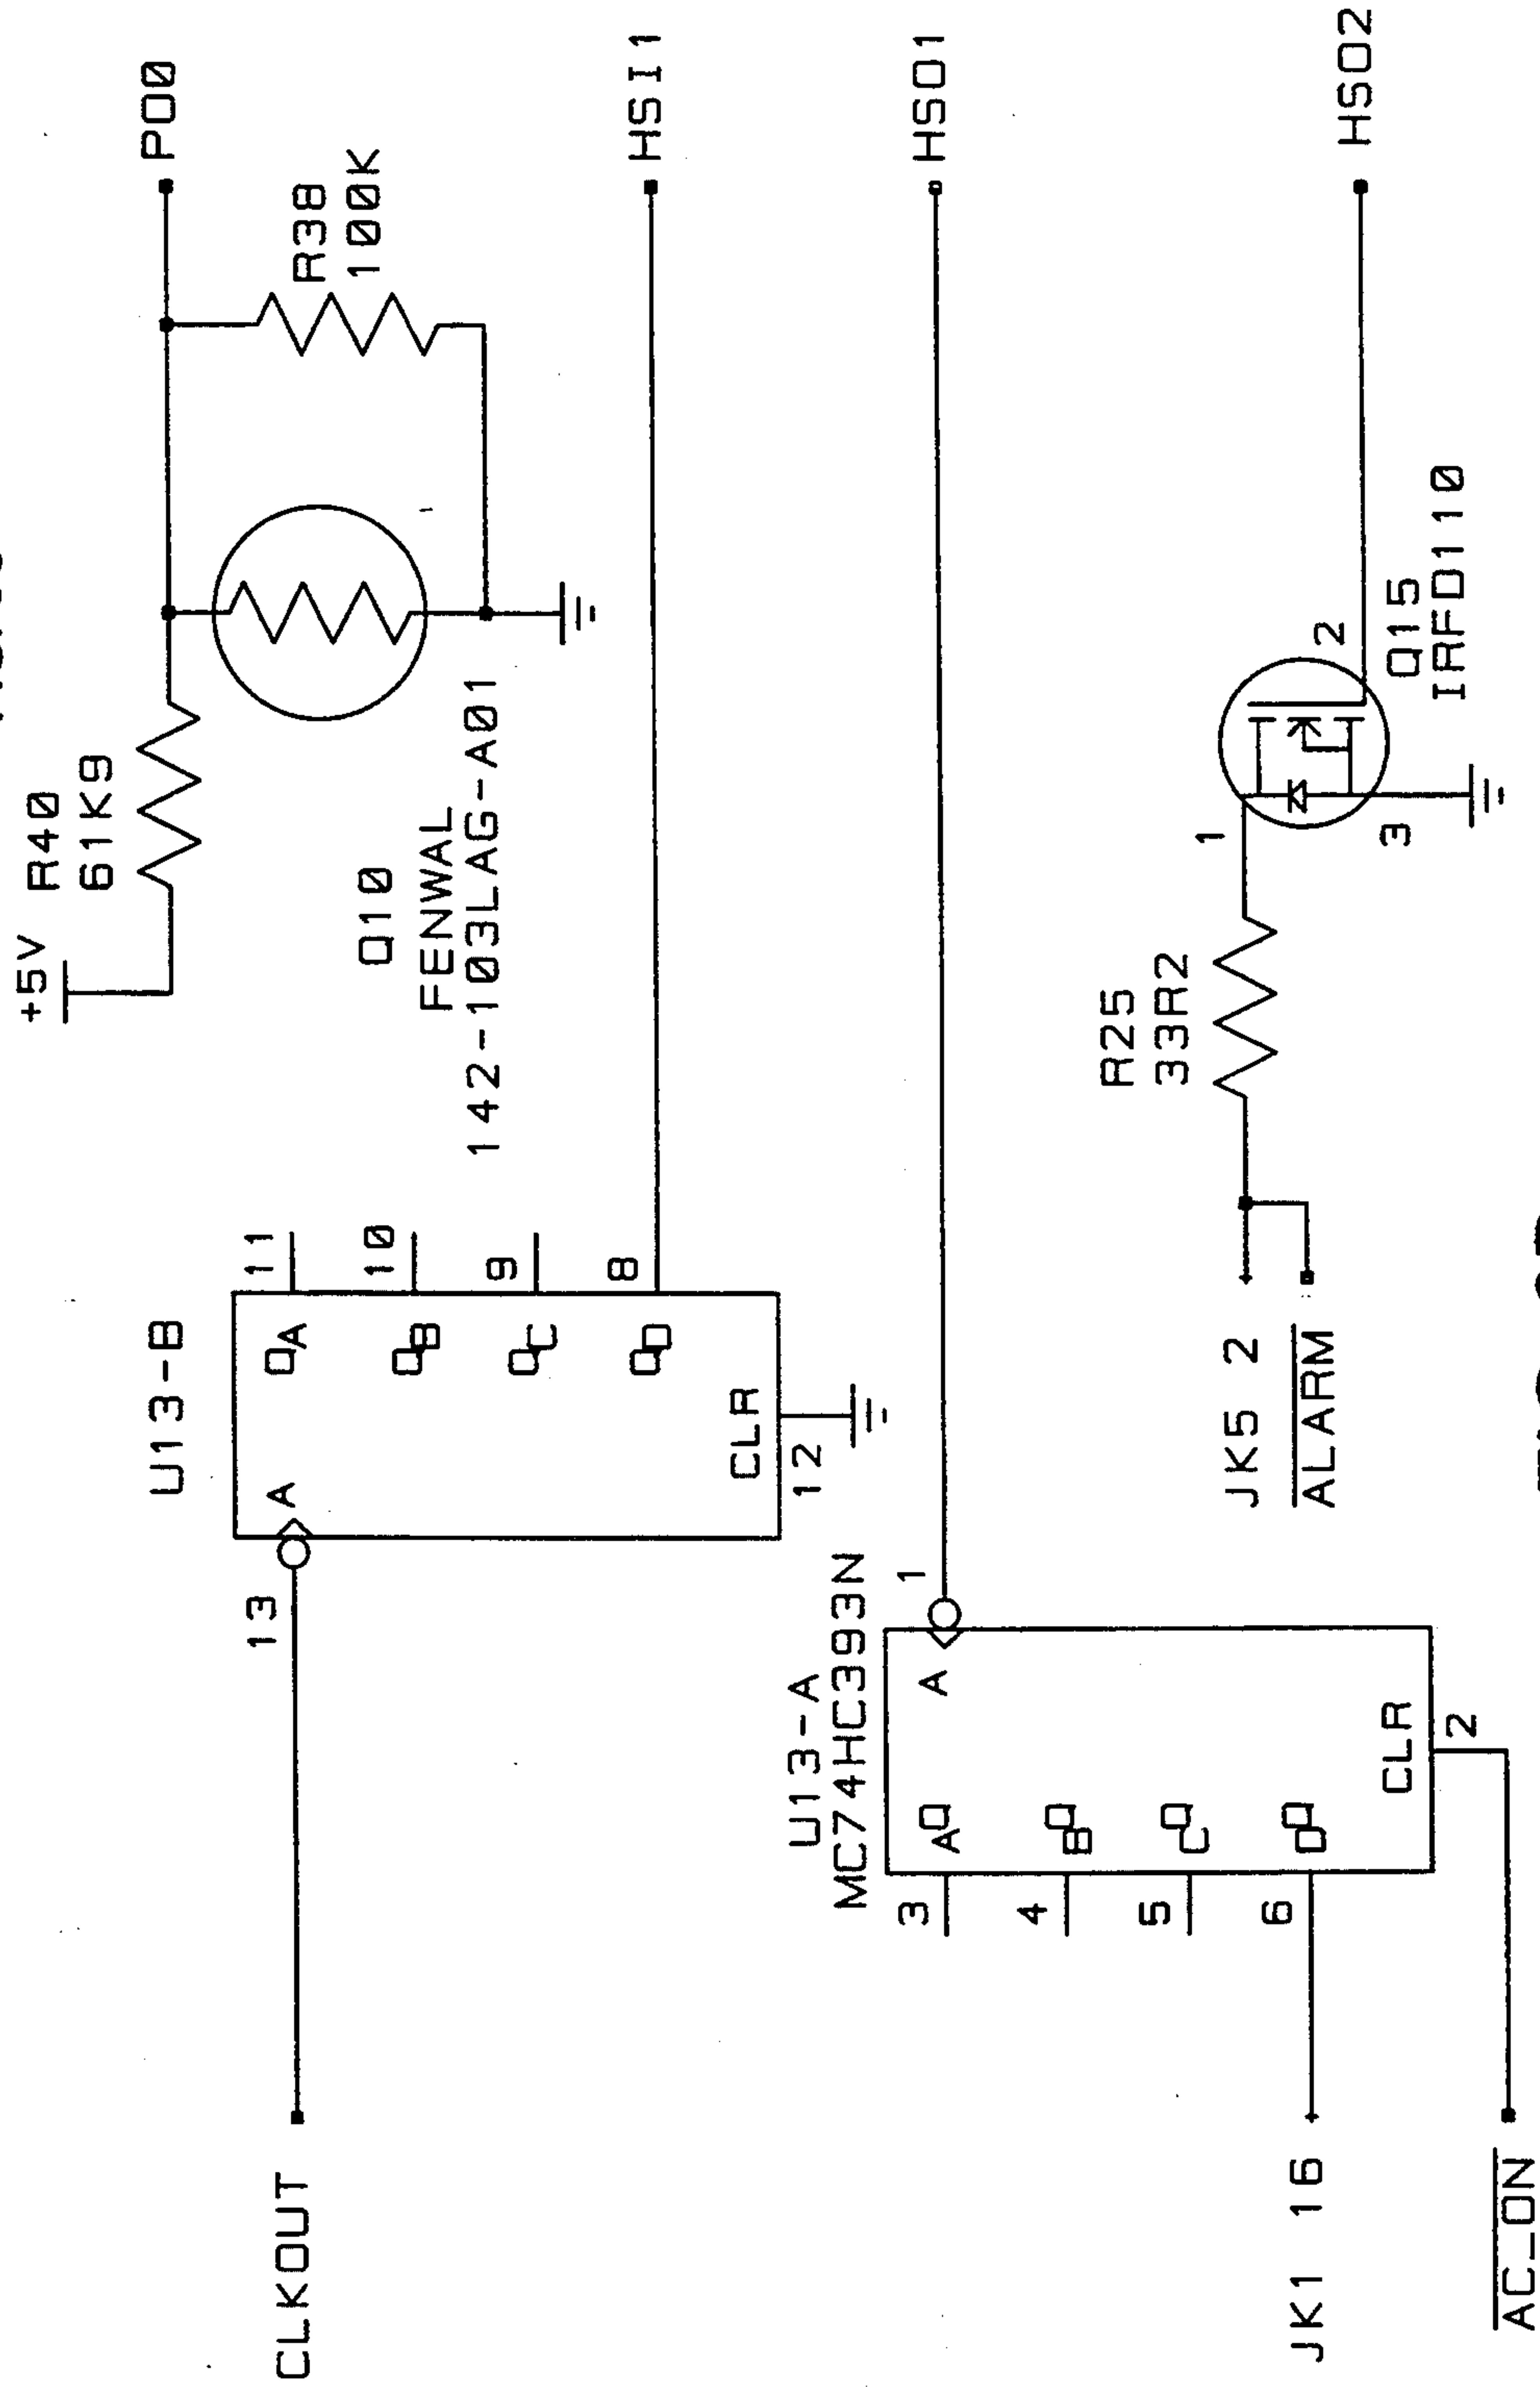 +5V
R40
61K9
P00
R38
100K
Q10
FENWAL
142-103LAG-A01
U13-B
CLKOUT
13
A
QA
11
QB
10
QC
9
QD
8
CLR
12
HSI1
U13-A
MC74HC393N
1
A
HSO1
QA
3
QB
4
QC
5
QD
6
CLR
2
JK1 16
AC_ON
R25
33R2
JK5 2
ALARM
1
2
3
Q15
IRFD110
HSO2